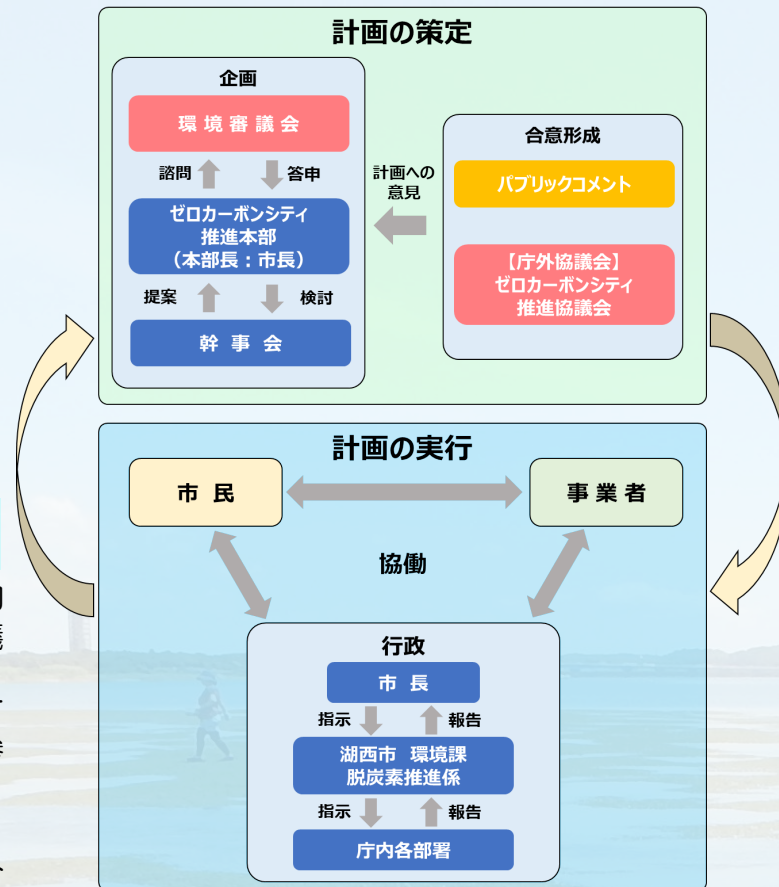 計画の策定
企画
環境審議会
諮問
答申
ゼロカーボンシティ
推進本部
（本部長：市長）
提案
検討
幹事会
計画への
意見
合意形成
パブリックコメント
【庁外協議会】
ゼロカーボンシティ
推進協議会
計画の実行
市民
事業者
協働
行政
市長
指示
報告
湖西市 環境課
脱炭素推進係
指示
報告
庁内各部署